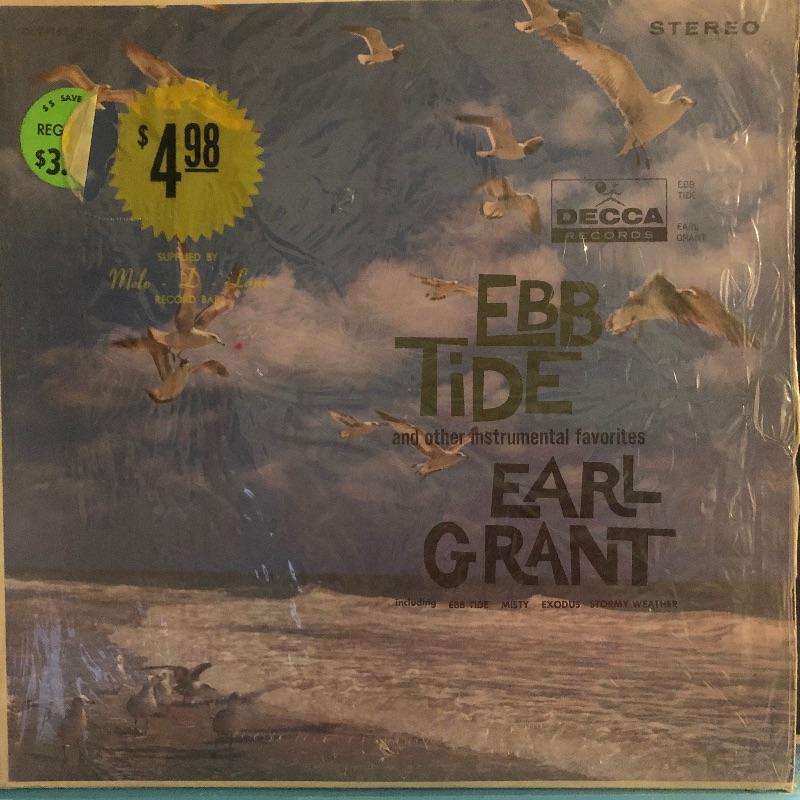 STEREO
$$ SAVE
REG
$3.
$4.98
DECCA
RECORDS
EBB
TIDE
EARL
GRANT
SUPPLIED BY
Melo - D - Lane
RECORD BAR
EBB
TiDE
and other instrumental favorites
EARL
GRANT
including EBB TIDE MISTY EXODUS STORMY WEATHER